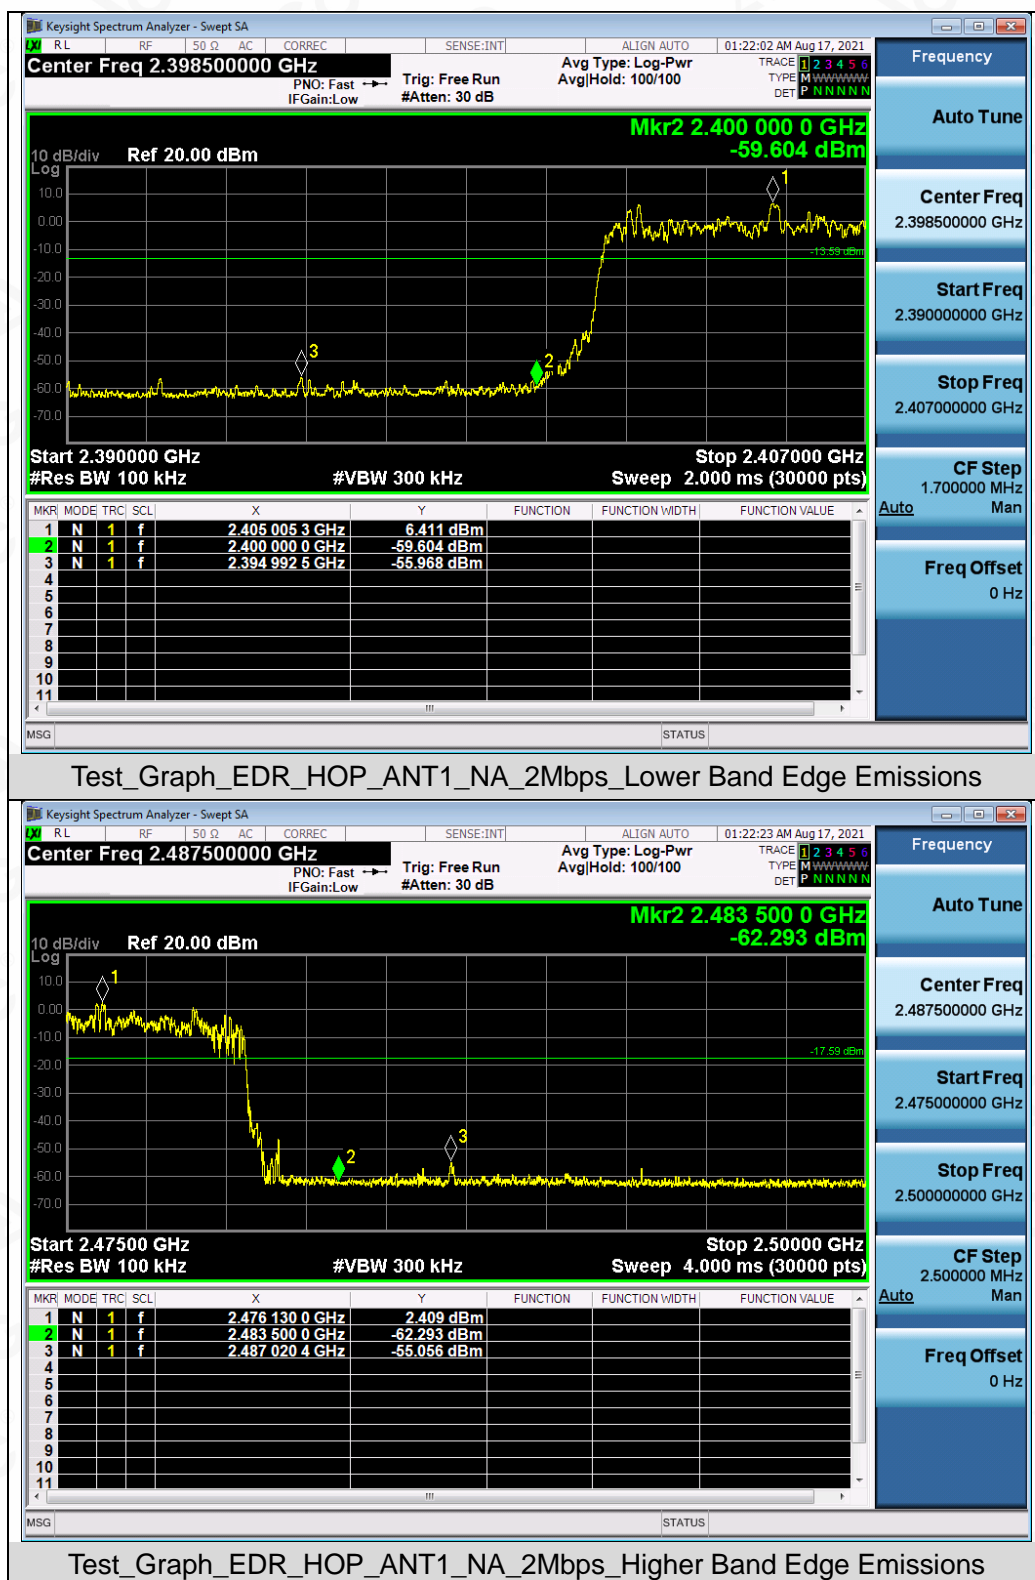 Keysight Spectrum Analyzer - Swept SA
LXI RL RF 50 Ω AC CORREC SENSE:INT ALIGN AUTO 01:22:02 AM Aug 17, 2021
Center Freq 2.398500000 GHz
PNO: Fast
IFGain:Low
Trig: Free Run
#Atten: 30 dB
Avg Type: Log-Pwr
Avg|Hold: 100/100
TRACE 1 2 3 4 5 6
TYPE M WWWWW
DET P N N N N N
Mkr2 2.400 000 0 GHz
-59.604 dBm
10 dB/div Ref 20.00 dBm
Log
10.0
0.00
-10.0
-20.0
-30.0
-40.0
-50.0
-60.0
-70.0
1
-13.59 dBm
3
2
Start 2.390000 GHz Stop 2.407000 GHz
#Res BW 100 kHz #VBW 300 kHz Sweep 2.000 ms (30000 pts)
MKR MODE TRC SCL X Y FUNCTION FUNCTION WIDTH FUNCTION VALUE
1 N 1 f 2.405 005 3 GHz 6.411 dBm
2 N 1 f 2.400 000 0 GHz -59.604 dBm
3 N 1 f 2.394 992 5 GHz -55.968 dBm
4
5
6
7
8
9
10
11
MSG STATUS
Frequency
Auto Tune
Center Freq
2.398500000 GHz
Start Freq
2.390000000 GHz
Stop Freq
2.407000000 GHz
CF Step
1.700000 MHz
Auto Man
Freq Offset
0 Hz
Test_Graph_EDR_HOP_ANT1_NA_2Mbps_Lower Band Edge Emissions
Keysight Spectrum Analyzer - Swept SA
LXI RL RF 50 Ω AC CORREC SENSE:INT ALIGN AUTO 01:22:23 AM Aug 17, 2021
Center Freq 2.487500000 GHz
PNO: Fast
IFGain:Low
Trig: Free Run
#Atten: 30 dB
Avg Type: Log-Pwr
Avg|Hold: 100/100
TRACE 1 2 3 4 5 6
TYPE M WWWWW
DET P N N N N N
Mkr2 2.483 500 0 GHz
-62.293 dBm
10 dB/div Ref 20.00 dBm
Log
10.0
0.00
-10.0
-20.0
-30.0
-40.0
-50.0
-60.0
-70.0
1
-17.59 dBm
3
2
Start 2.47500 GHz Stop 2.50000 GHz
#Res BW 100 kHz #VBW 300 kHz Sweep 4.000 ms (30000 pts)
MKR MODE TRC SCL X Y FUNCTION FUNCTION WIDTH FUNCTION VALUE
1 N 1 f 2.476 130 0 GHz 2.409 dBm
2 N 1 f 2.483 500 0 GHz -62.293 dBm
3 N 1 f 2.487 020 4 GHz -55.056 dBm
4
5
6
7
8
9
10
11
MSG STATUS
Frequency
Auto Tune
Center Freq
2.487500000 GHz
Start Freq
2.475000000 GHz
Stop Freq
2.500000000 GHz
CF Step
2.500000 MHz
Auto Man
Freq Offset
0 Hz
Test_Graph_EDR_HOP_ANT1_NA_2Mbps_Higher Band Edge Emissions